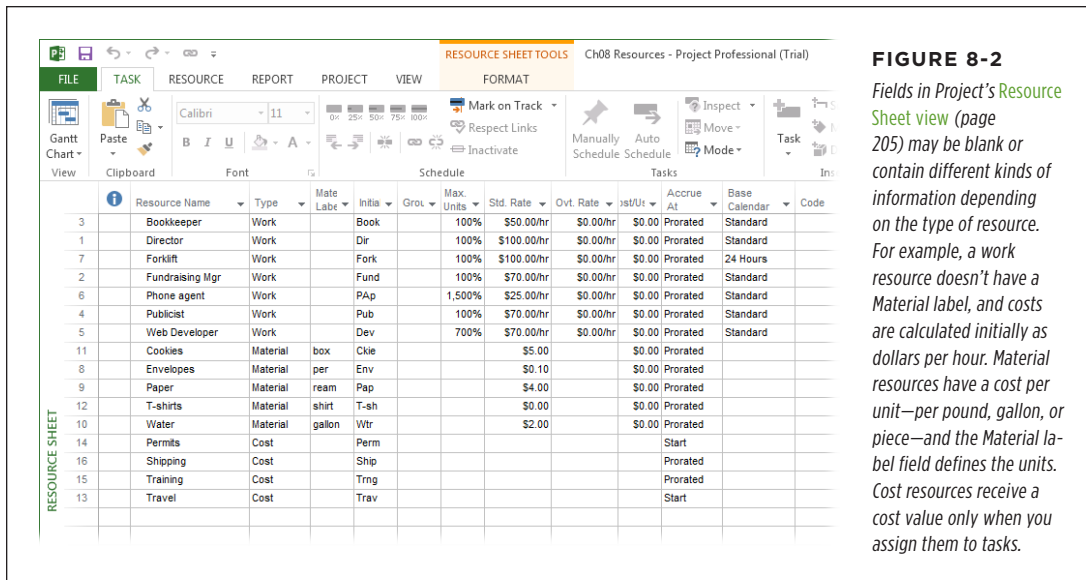 RESOURCE SHEET TOOLS Ch08 Resources - Project Professional (Trial)
FILE TASK RESOURCE REPORT PROJECT VIEW FORMAT
Gantt Chart
View
Paste
Clipboard
Calibri 11
B I U A
Font
0% 25% 50% 75% 100%
Mark on Track
Respect Links
Inactivate
Schedule
Manually Schedule
Auto Schedule
Inspect
Move
Mode
Tasks
Task
Ins
Resource Name Type Mate Labe Initia Grou Max. Units Std. Rate Ovt. Rate ost/Us Accrue At Base Calendar Code
3 Bookkeeper Work Book 100% $50.00/hr $0.00/hr $0.00 Prorated Standard
1 Director Work Dir 100% $100.00/hr $0.00/hr $0.00 Prorated Standard
7 Forklift Work Fork 100% $100.00/hr $0.00/hr $0.00 Prorated 24 Hours
2 Fundraising Mgr Work Fund 100% $70.00/hr $0.00/hr $0.00 Prorated Standard
6 Phone agent Work PAp 1,500% $25.00/hr $0.00/hr $0.00 Prorated Standard
4 Publicist Work Pub 100% $70.00/hr $0.00/hr $0.00 Prorated Standard
5 Web Developer Work Dev 700% $70.00/hr $0.00/hr $0.00 Prorated Standard
11 Cookies Material box Ckie $5.00 $0.00 Prorated
8 Envelopes Material per Env $0.10 $0.00 Prorated
9 Paper Material ream Pap $4.00 $0.00 Prorated
12 T-shirts Material shirt T-sh $0.00 $0.00 Prorated
10 Water Material gallon Wtr $2.00 $0.00 Prorated
14 Permits Cost Perm Start
16 Shipping Cost Ship Prorated
15 Training Cost Trng Prorated
13 Travel Cost Trav Start
RESOURCE SHEET
FIGURE 8-2
Fields in Project's Resource
Sheet view (page
205) may be blank or
contain different kinds of
information depending
on the type of resource.
For example, a work
resource doesn't have a
Material label, and costs
are calculated initially as
dollars per hour. Material
resources have a cost per
unit—per pound, gallon, or
piece—and the Material la-
bel field defines the units.
Cost resources receive a
cost value only when you
assign them to tasks.